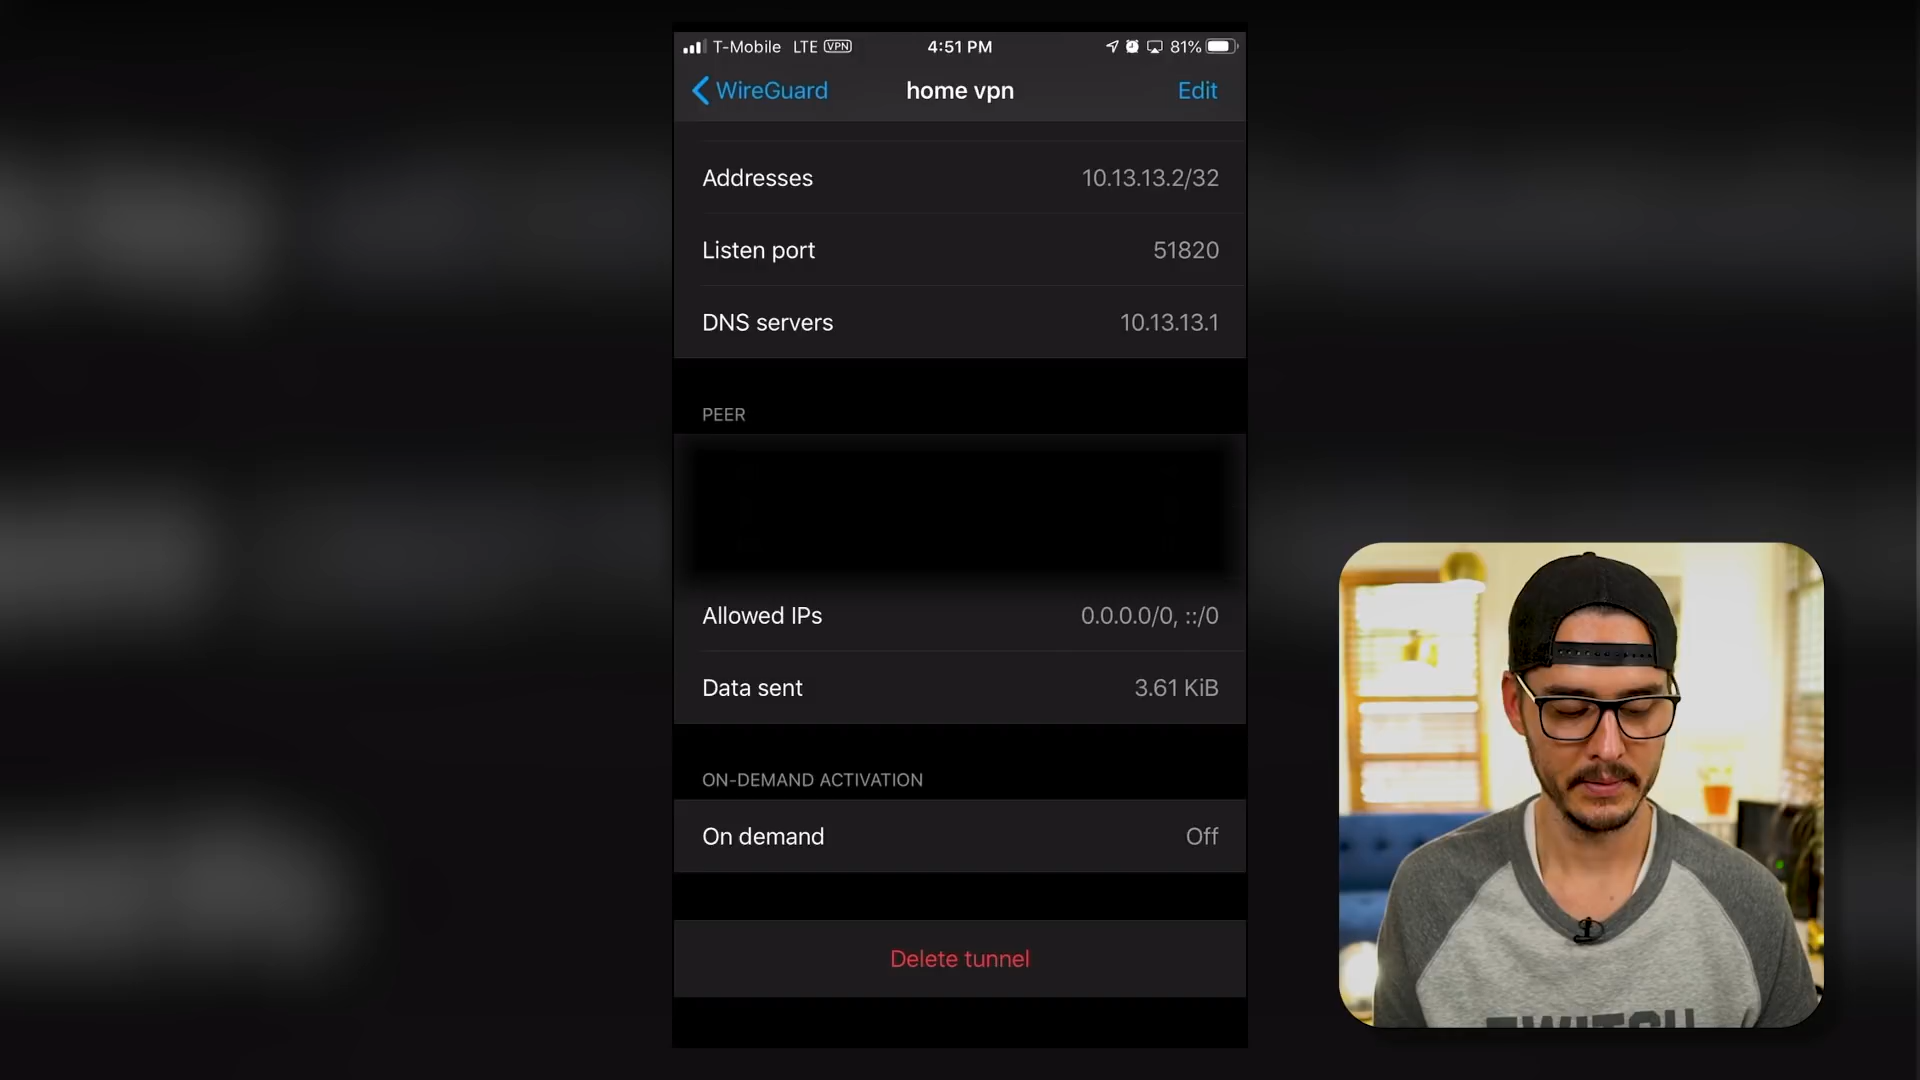 T-Mobile LTE VPN 4:51 PM 81%
WireGuard home vpn Edit
Addresses 10.13.13.2/32
Listen port 51820
DNS servers 10.13.13.1
PEER
Allowed IPs 0.0.0.0/0, ::/0
Data sent 3.61 KiB
ON-DEMAND ACTIVATION
On demand Off
Delete tunnel
TWITCH